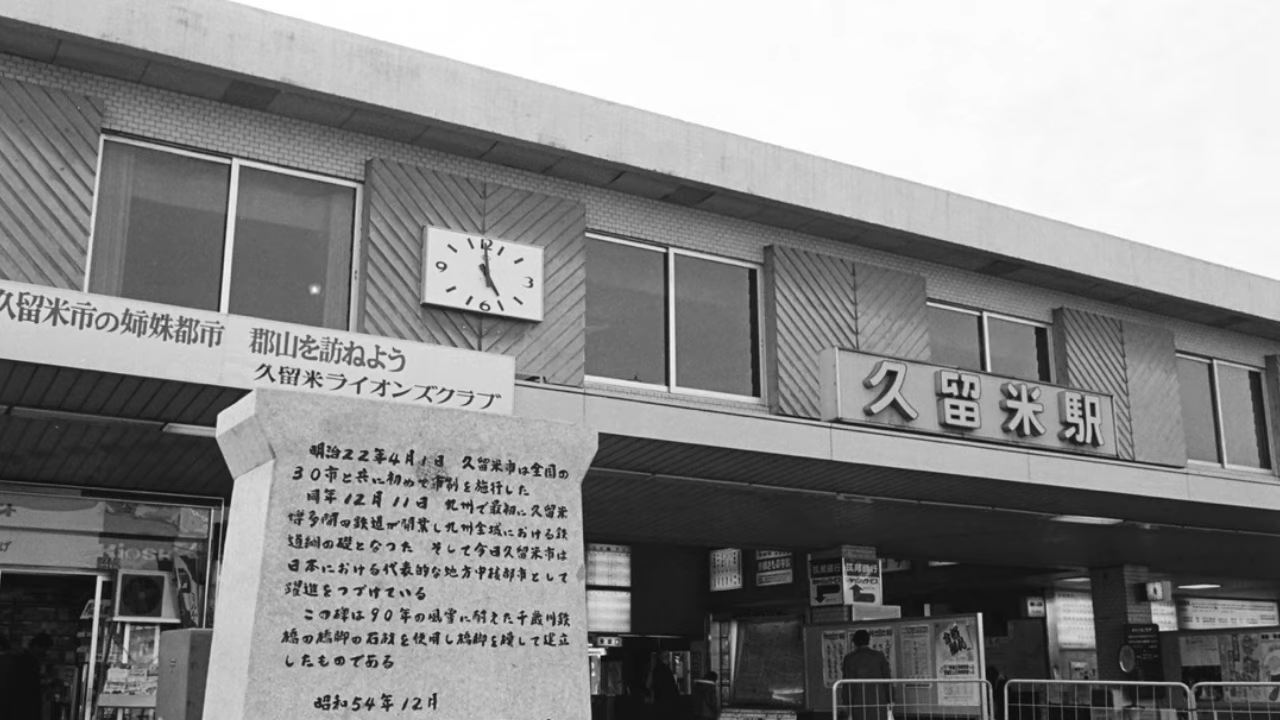 久留米市の姉妹都市 郡山を訪ねよう
久留米ライオンズクラブ
12
3
6
9
久留米駅
明治22年4月1日 久留米市は全国の
30市と共に初めて市制を施行した
同年12月11日 九州で最初に久留米
博多間の鉄道が開業し九州全域における鉄
道網の礎となつた そして今日久留米市は
日本における代表的な地方中核都市として
躍進をつづけている
この碑は90年の風雪に耐えた千歳川鉄
橋の橋脚の石材を使用し橋脚を模して建立
したものである
昭和54年12月
KIOSK
筑邦銀行